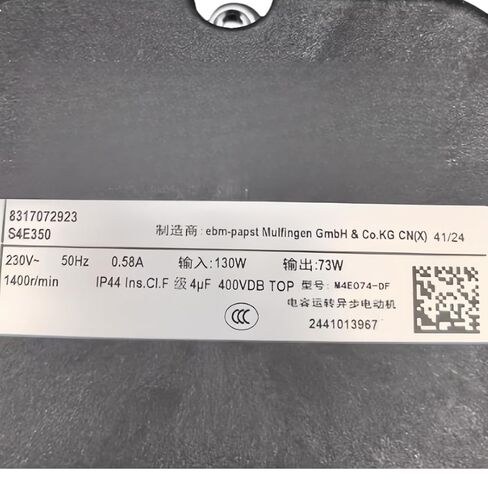 8317072923
S4E350 制造商: ebm-papst Mulfingen GmbH & Co.KG CN(X) 41/24
230V~ 50Hz 0.58A 输入:130W 输出:73W
1400r/min IP44 Ins.Cl.F 级 4µF 400VDB TOP 型号: M4E074-DF
电容运转异步电动机
CCC 2441013967